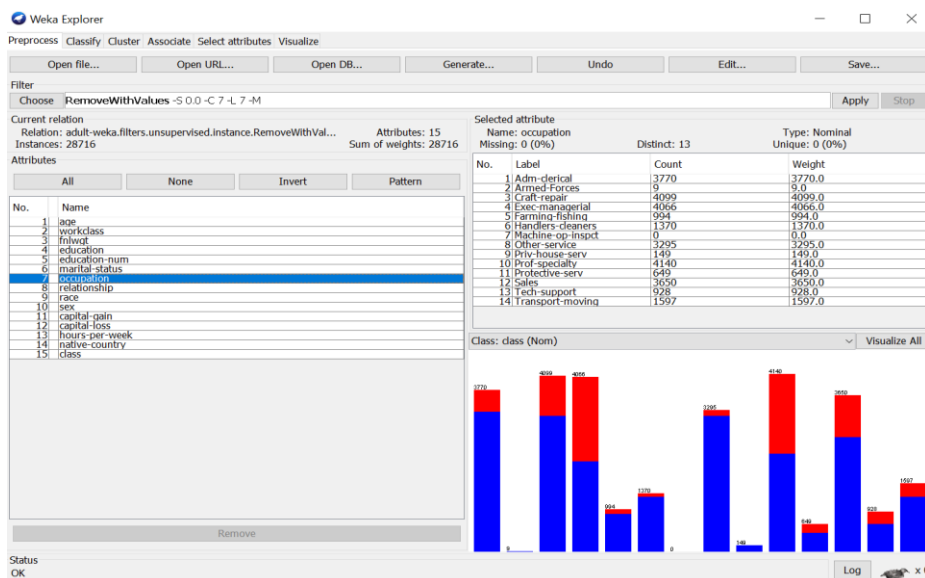 Weka Explorer
Preprocess Classify Cluster Associate Select attributes Visualize
Open file... Open URL... Open DB... Generate... Undo Edit... Save...
Filter
Choose RemoveWithValues -S 0.0 -C 7 -L 7 -M Apply Stop
Current relation
Relation: adult-weka.filters.unsupervised.instance.RemoveWithVal... Attributes: 15
Instances: 28716 Sum of weights: 28716
Attributes
All None Invert Pattern
No. Name
1 age
2 workclass
3 fnlwgt
4 education
5 education-num
6 marital-status
7 occupation
8 relationship
9 race
10 sex
11 capital-gain
12 capital-loss
13 hours-per-week
14 native-country
15 class
Remove
Selected attribute
Name: occupation Type: Nominal
Missing: 0 (0%) Distinct: 13 Unique: 0 (0%)
No. Label Count Weight
1 Adm-clerical 3770 3770.0
2 Armed-Forces 9 9.0
3 Craft-repair 4099 4099.0
4 Exec-managerial 4066 4066.0
5 Farming-fishing 994 994.0
6 Handlers-cleaners 1370 1370.0
7 Machine-op-inspct 0 0.0
8 Other-service 3295 3295.0
9 Priv-house-serv 149 149.0
10 Prof-specialty 4140 4140.0
11 Protective-serv 649 649.0
12 Sales 3650 3650.0
13 Tech-support 928 928.0
14 Transport-moving 1597 1597.0
Class: class (Nom) Visualize All
3770 9 4099 4066 994 1370 0 3295 149 4140 649 3650 928 1597
Status
OK Log x